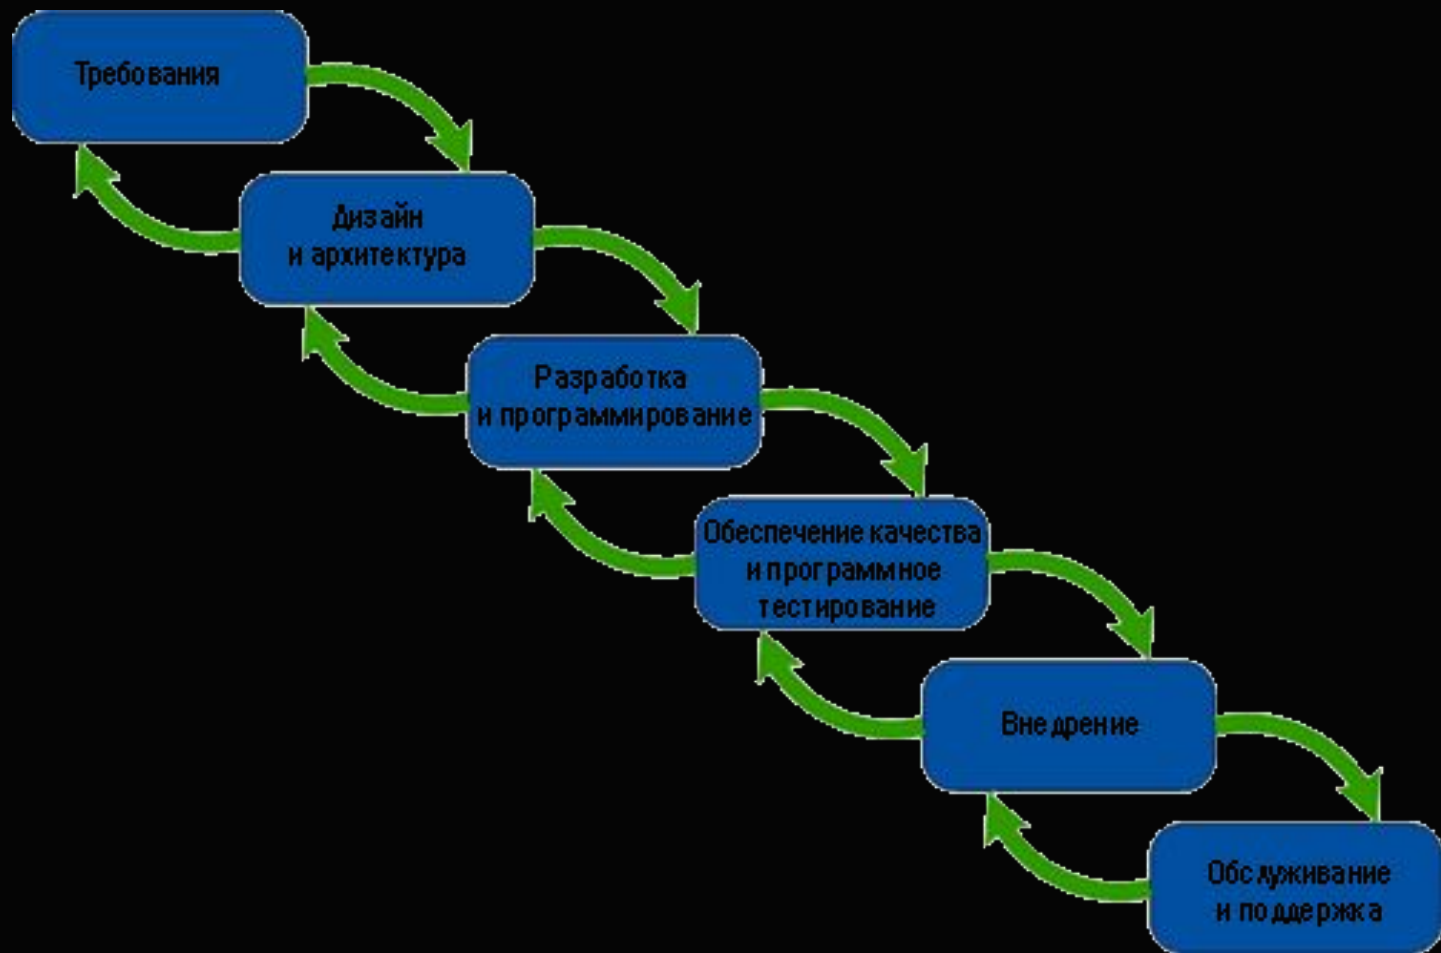 Требования
Дизайн
и архитектура
Разработка
и программирование
Обеспечение качества
и программное
тестирование
Внедрение
Обслуживание
и поддержка